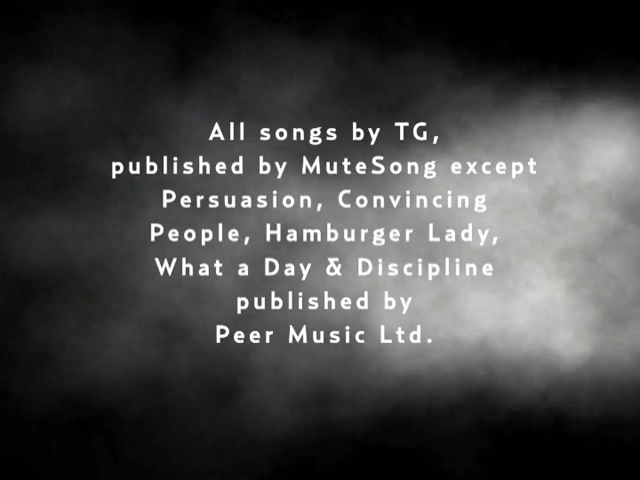 All songs by TG,
published by MuteSong except
Persuasion, Convincing
People, Hamburger Lady,
What a Day & Discipline
published by
Peer Music Ltd.